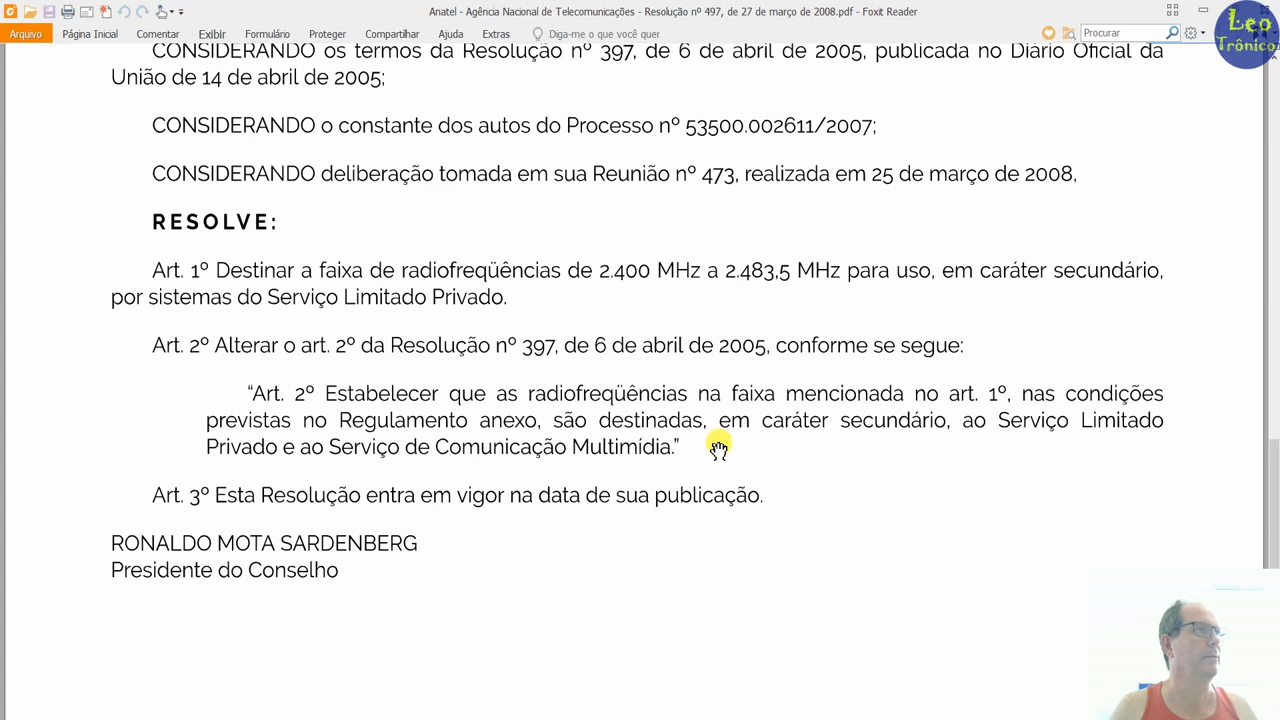 Anatel - Agência Nacional de Telecomunicações - Resolução nº 497, de 27 de março de 2008.pdf - Foxit Reader
Arquivo Página Inicial Comentar Exibir Formulário Proteger Compartilhar Ajuda Extras Diga-me o que você quer Procurar
Leo
Trônico
CONSIDERANDO os termos da Resolução nº 397, de 6 de abril de 2005, publicada no Diário Oficial da
União de 14 de abril de 2005;
CONSIDERANDO o constante dos autos do Processo nº 53500.002611/2007;
CONSIDERANDO deliberação tomada em sua Reunião nº 473, realizada em 25 de março de 2008,
RESOLVE:
Art. 1º Destinar a faixa de radiofreqüências de 2.400 MHz a 2.483,5 MHz para uso, em caráter secundário,
por sistemas do Serviço Limitado Privado.
Art. 2º Alterar o art. 2º da Resolução nº 397, de 6 de abril de 2005, conforme se segue:
“Art. 2º Estabelecer que as radiofreqüências na faixa mencionada no art. 1º, nas condições
previstas no Regulamento anexo, são destinadas, em caráter secundário, ao Serviço Limitado
Privado e ao Serviço de Comunicação Multimídia.”
Art. 3º Esta Resolução entra em vigor na data de sua publicação.
RONALDO MOTA SARDENBERG
Presidente do Conselho